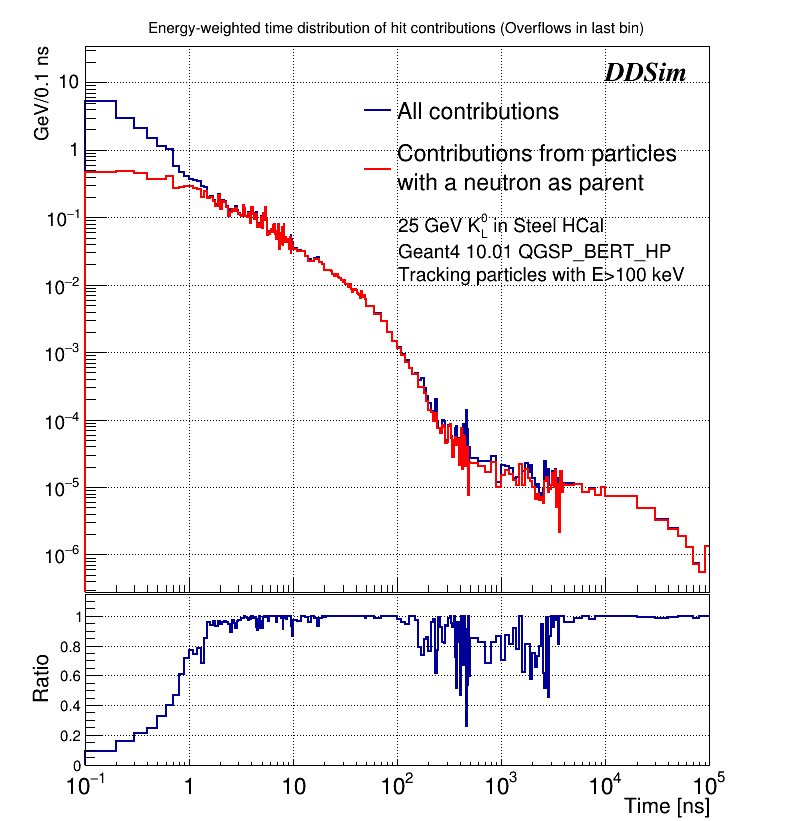 Energy-weighted time distribution of hit contributions (Overflows in last bin)
GeV/0.1 ns
DDSim
All contributions
Contributions from particles
with a neutron as parent
25 GeV K⁰_L in Steel HCal
Geant4 10.01 QGSP_BERT_HP
Tracking particles with E>100 keV
10
1
10⁻¹
10⁻²
10⁻³
10⁻⁴
10⁻⁵
10⁻⁶
Ratio
1
0.8
0.6
0.4
0.2
0
10⁻¹ 1 10 10² 10³ 10⁴ 10⁵
Time [ns]